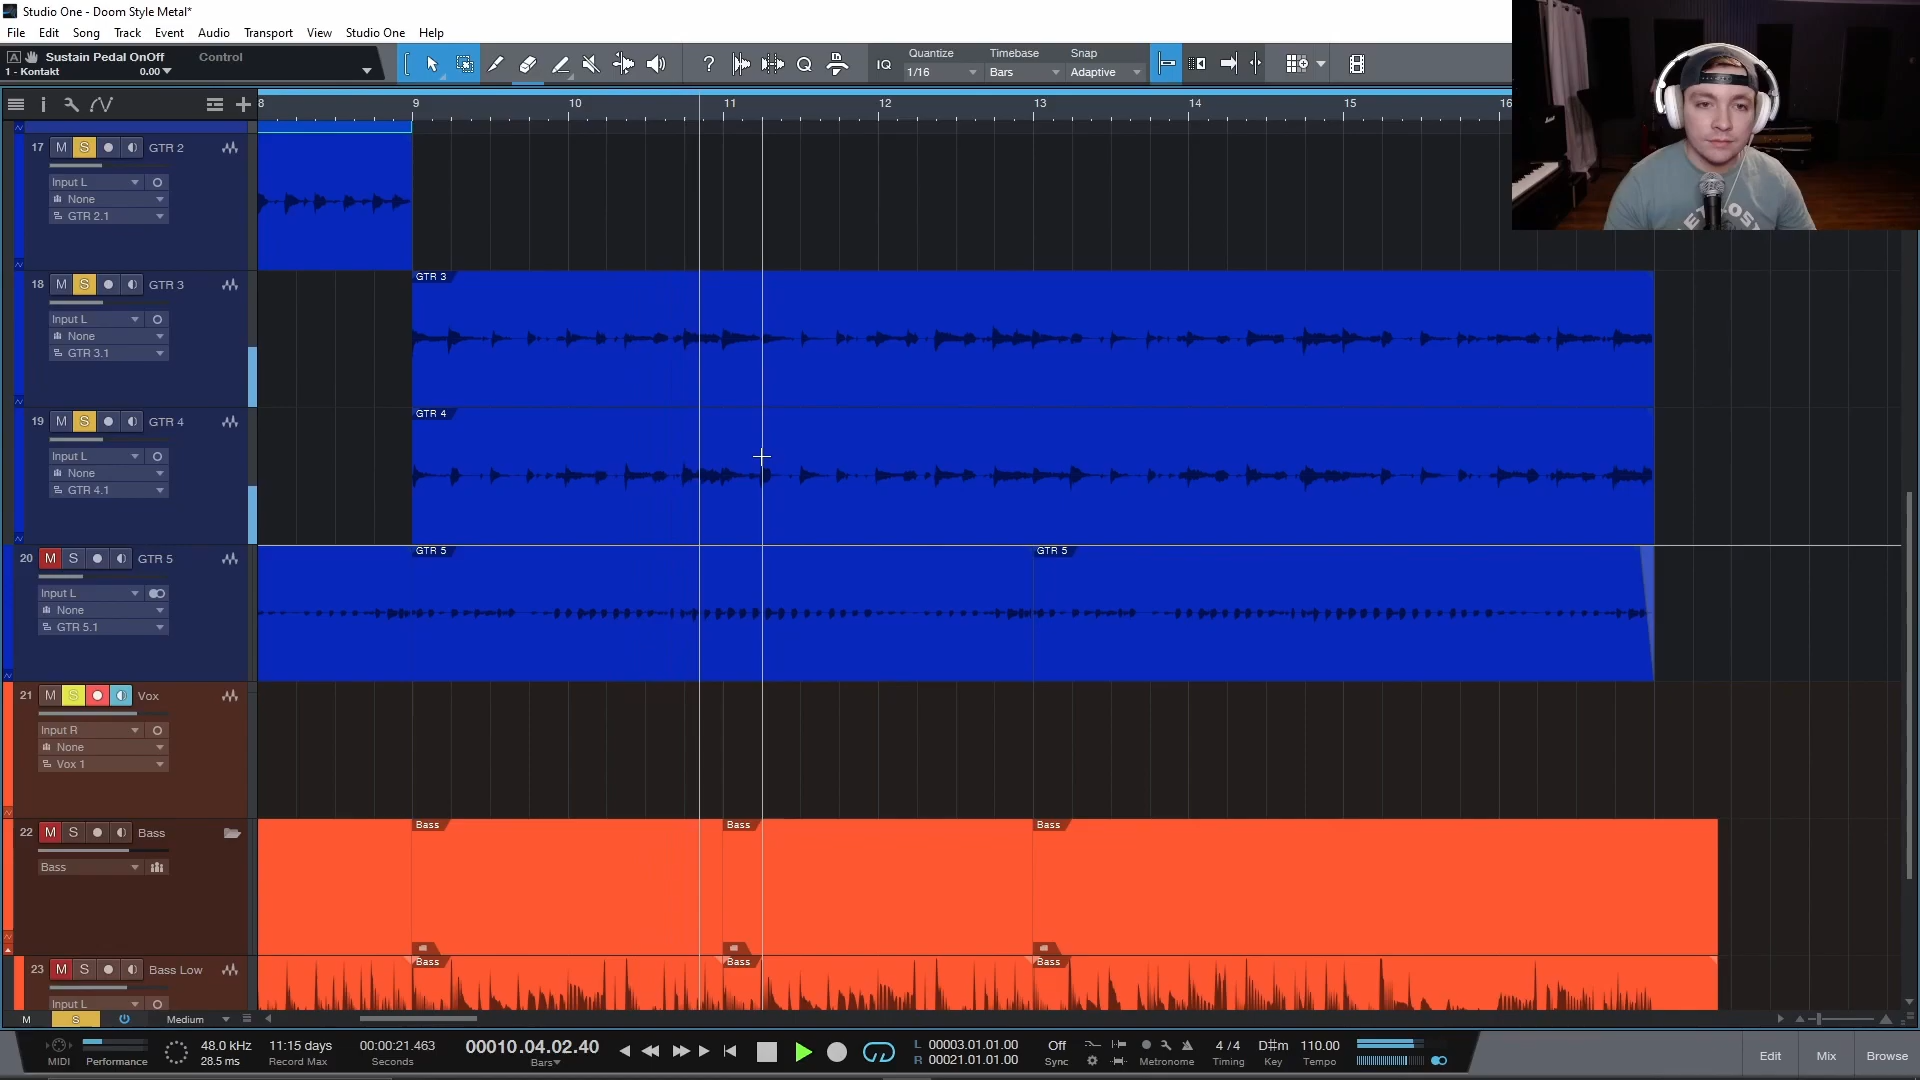 Studio One - Doom Style Metal*
File Edit Song Track Event Audio Transport View Studio One Help
Sustain Pedal OnOff Control
1 - Kontakt 0.00
IQ
Quantize Timebase Snap
1/16 Bars Adaptive
8 9 10 11 12 13 14 15 16
17 M S GTR 2
Input L
None
GTR 2.1
18 M S GTR 3
Input L
None
GTR 3.1
GTR 3
19 M S GTR 4
Input L
None
GTR 4.1
GTR 4
20 M S GTR 5
Input L
None
GTR 5.1
GTR 5 GTR 5
21 M S Vox
Input R
None
Vox 1
22 M S Bass
Bass
Bass Bass Bass
23 M S Bass Low
Input L
Bass Bass Bass
M S Medium
MIDI Performance
48.0 kHz
28.5 ms
11:15 days
Record Max
00:00:21.463
Seconds
00010.04.02.40
Bars
L 00003.01.01.00
R 00021.01.01.00
Off
Sync
Metronome
4 / 4
Timing
D#m
Key
110.00
Tempo
Edit Mix Browse